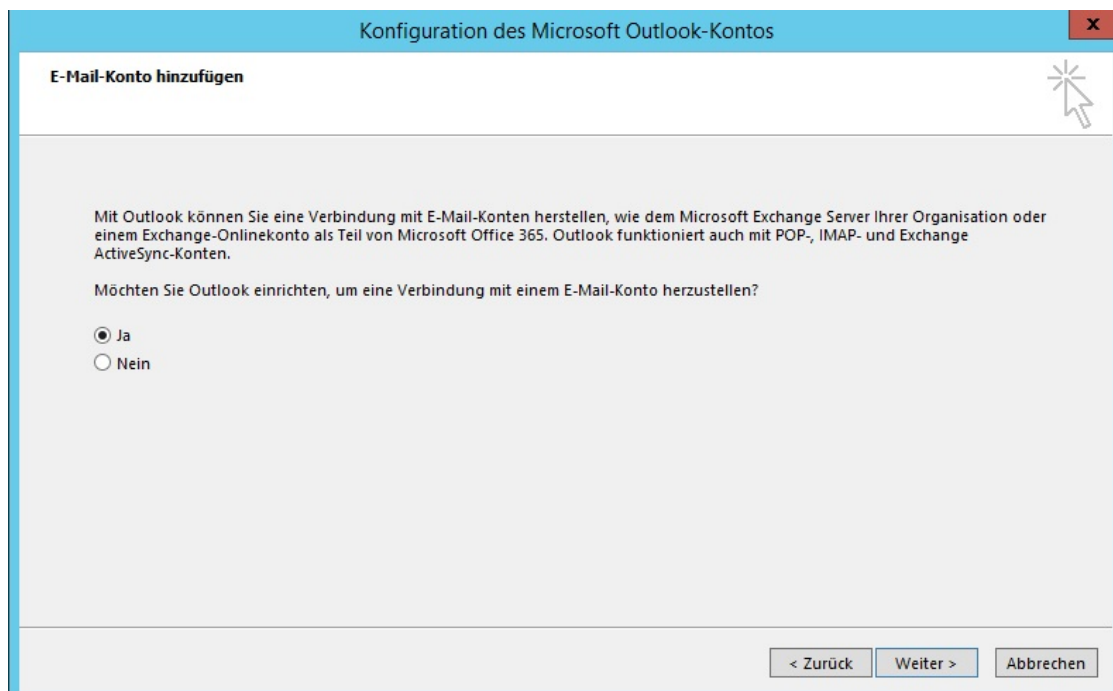 Konfiguration des Microsoft Outlook-Kontos
x
E-Mail-Konto hinzufügen
Mit Outlook können Sie eine Verbindung mit E-Mail-Konten herstellen, wie dem Microsoft Exchange Server Ihrer Organisation oder
einem Exchange-Onlinekonto als Teil von Microsoft Office 365. Outlook funktioniert auch mit POP-, IMAP- und Exchange
ActiveSync-Konten.
Möchten Sie Outlook einrichten, um eine Verbindung mit einem E-Mail-Konto herzustellen?
Ja
Nein
< Zurück Weiter > Abbrechen